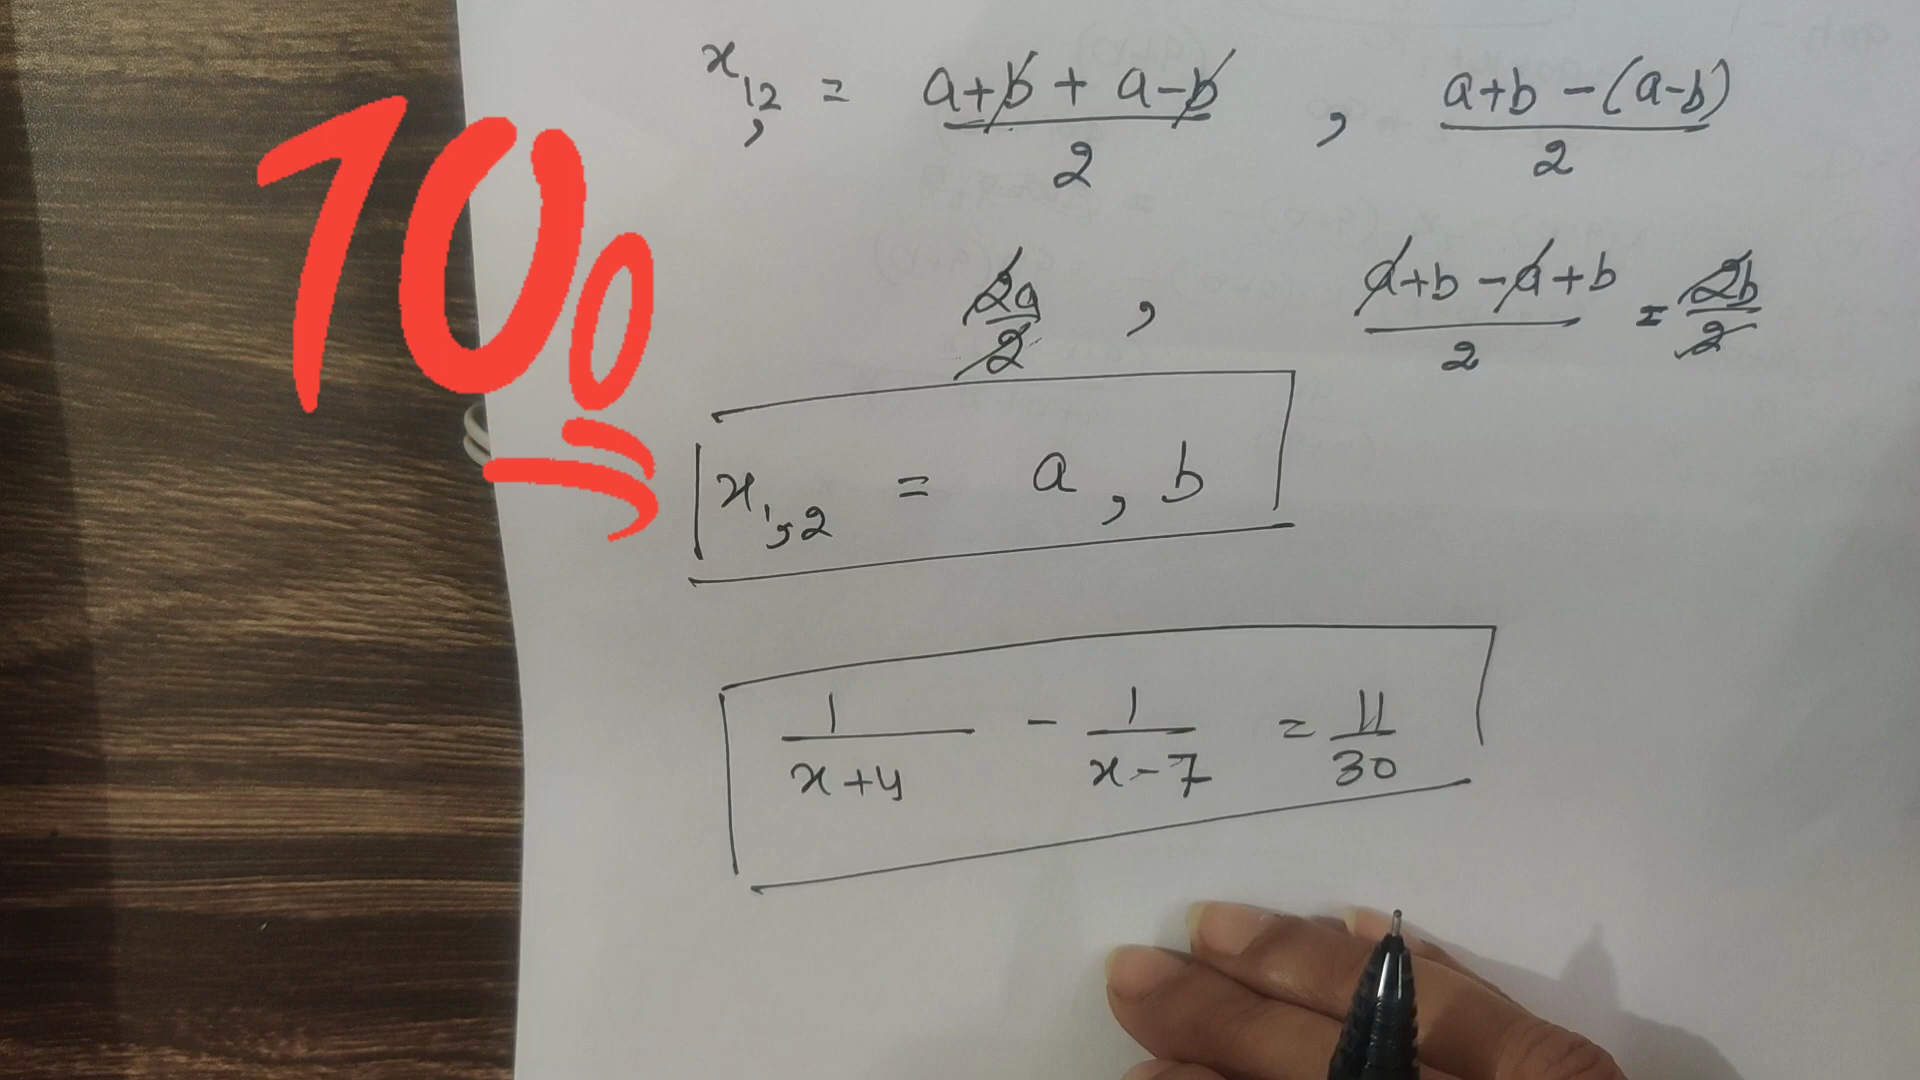 100
x₁,₂ = (a+b + a-b)/2 , (a+b - (a-b))/2
2a/2 , (a+b - a+b)/2 = 2b/2
x₁,₂ = a , b
1/(x+4) - 1/(x-7) = 11/30